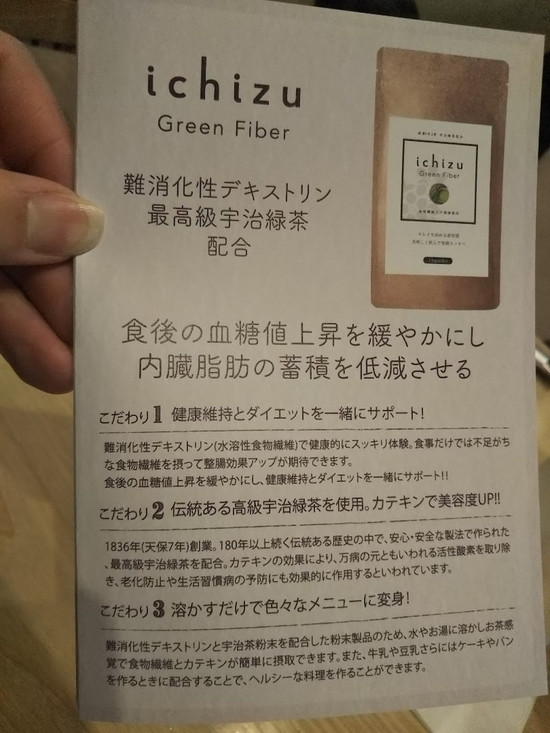 ichizu
Green Fiber
難消化性デキストリン
最高級宇治緑茶
配合
ichizu
Green Fiber
食後の血糖値上昇を緩やかにし
内臓脂肪の蓄積を低減させる
こだわり1 健康維持とダイエットを一緒にサポート!
難消化性デキストリン(水溶性食物繊維)で健康的にスッキリ体験。食事だけでは不足がち
な食物繊維を摂って整腸効果アップが期待できます。
食後の血糖値上昇を緩やかにし、健康維持とダイエットを一緒にサポート!!
こだわり2 伝統ある高級宇治緑茶を使用。カテキンで美容度UP!!
1836年(天保7年)創業。180年以上続く伝統ある歴史の中で、安心・安全な製法で作られた
、最高級宇治緑茶を配合。カテキンの効果により、万病の元ともいわれる活性酸素を取り除
き、老化防止や生活習慣病の予防にも効果的に作用するといわれています。
こだわり3 溶かすだけで色々なメニューに変身!
難消化性デキストリンと宇治茶粉末を配合した粉末製品のため、水やお湯に溶かしお茶感
覚で食物繊維とカテキンが簡単に摂取できます。また、牛乳や豆乳さらにはケーキやパン
を作るときに配合することで、ヘルシーな料理を作ることができます。